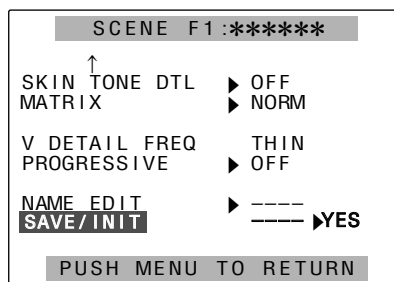 SCENE F1:******
↑
SKIN TONE DTL ▶ OFF
MATRIX ▶ NORM
V DETAIL FREQ THIN
PROGRESSIVE ▶ OFF
NAME EDIT ▶ ----
SAVE/INIT ---- ▶YES
PUSH MENU TO RETURN